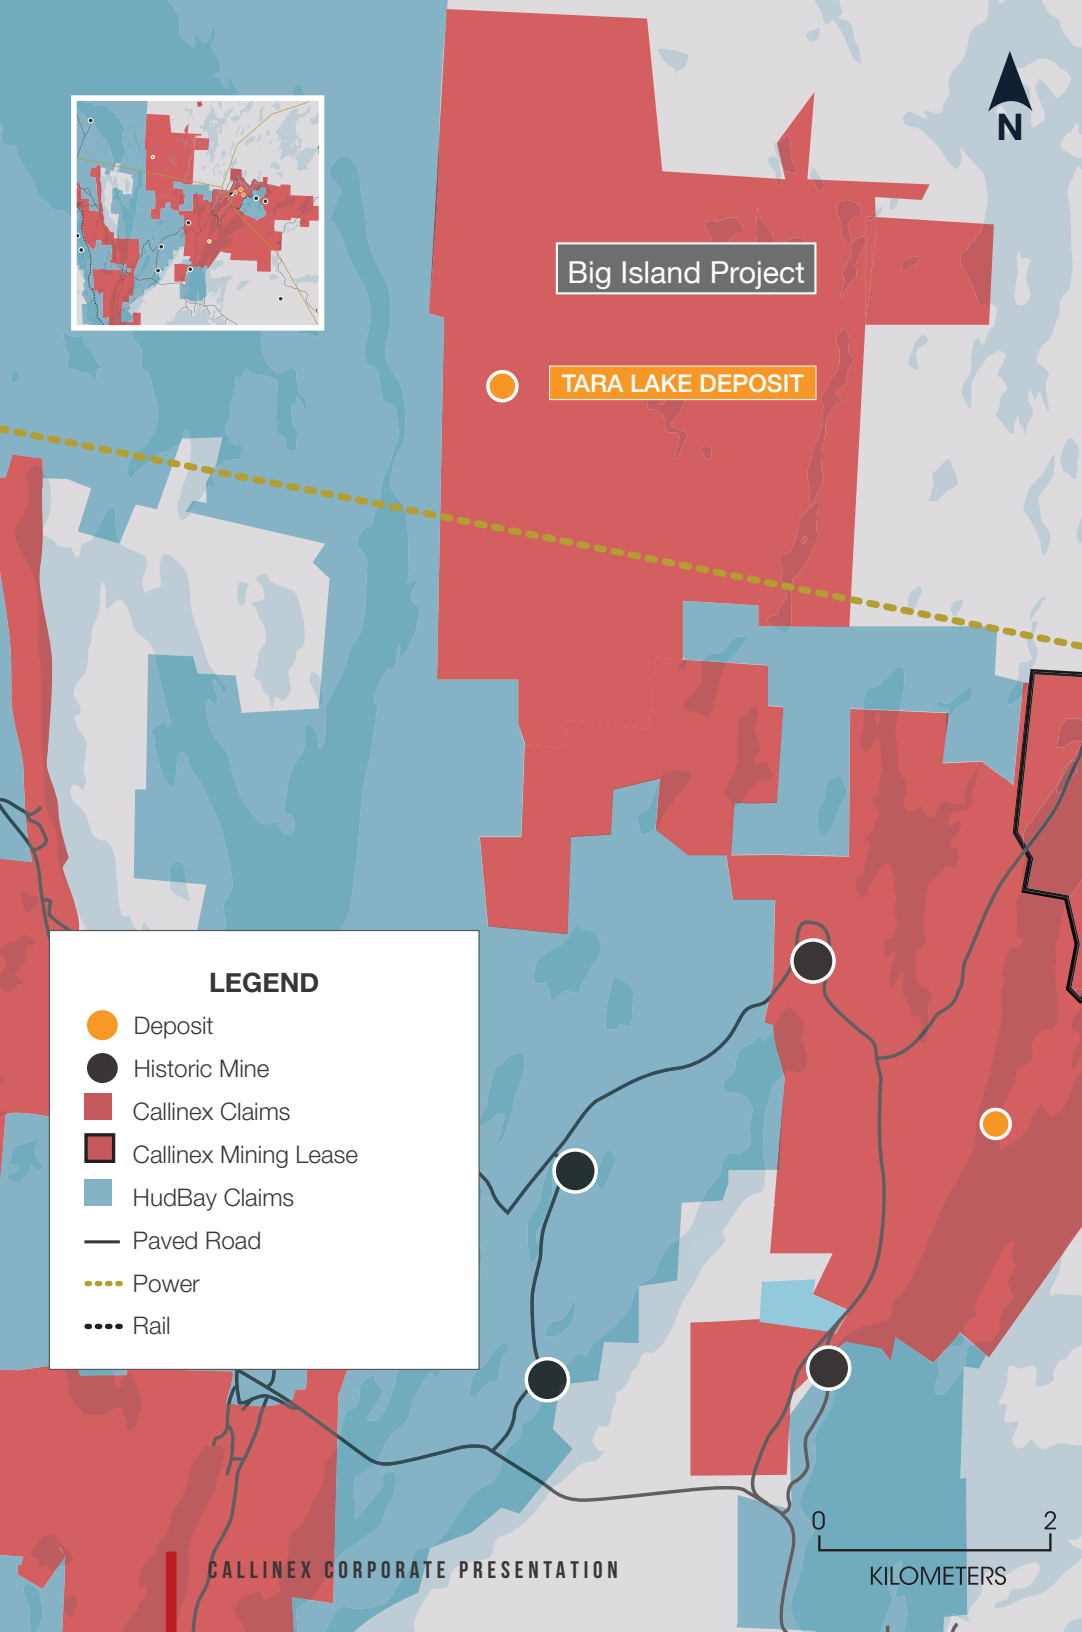 N
Big Island Project
TARA LAKE DEPOSIT
LEGEND
Deposit
Historic Mine
Callinex Claims
Callinex Mining Lease
HudBay Claims
Paved Road
Power
Rail
0 2
KILOMETERS
CALLINEX CORPORATE PRESENTATION